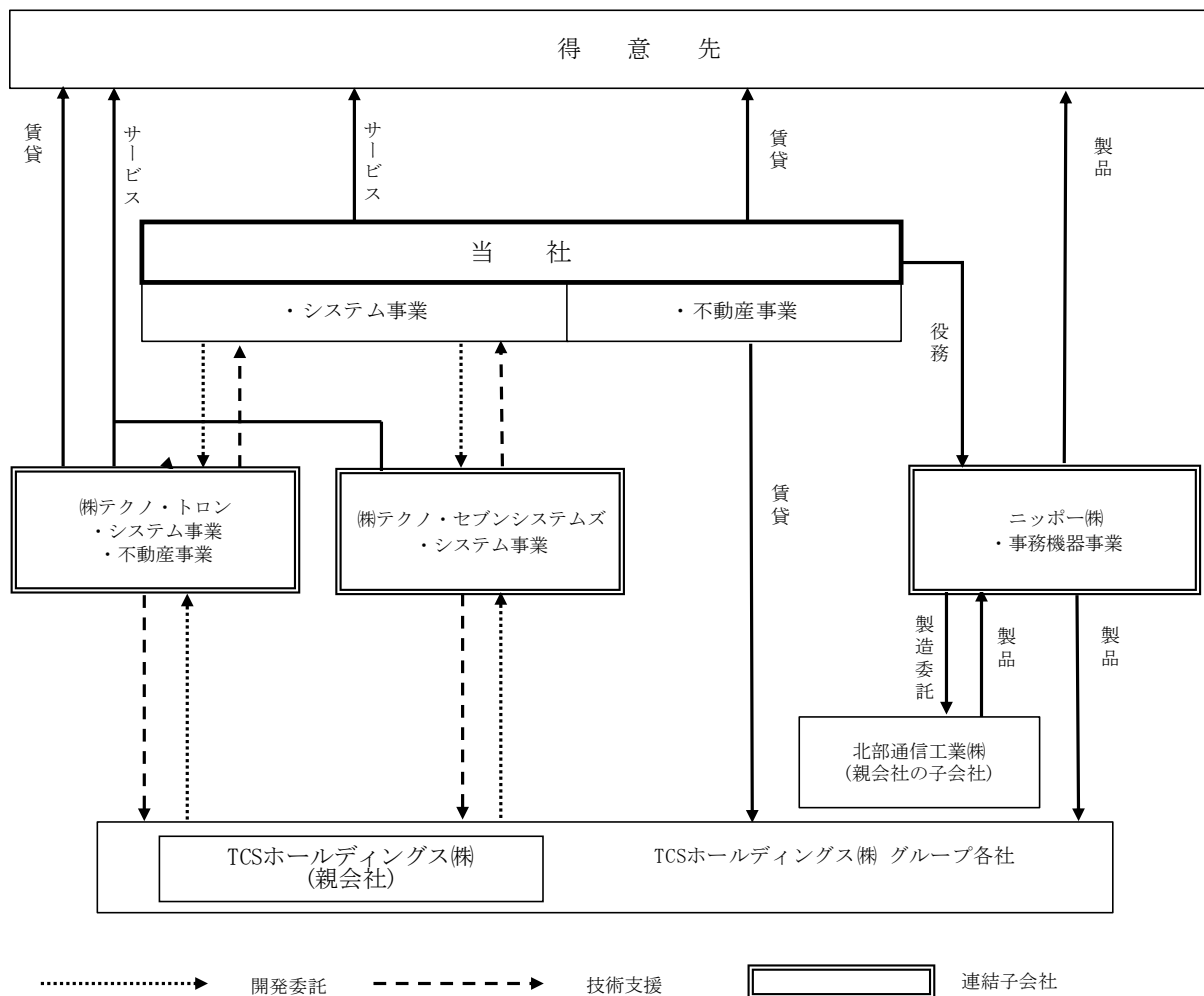 得 意 先
賃貸
サービス
サービス
賃貸
製品
当 社
・システム事業
・不動産事業
役務
㈱テクノ・トロン
・システム事業
・不動産事業
㈱テクノ・セブンシステムズ
・システム事業
賃貸
ニッポー㈱
・事務機器事業
製造委託
製品
製品
北部通信工業㈱
(親会社の子会社)
TCSホールディングス㈱
(親会社)
TCSホールディングス㈱ グループ各社
開発委託
技術支援
連結子会社